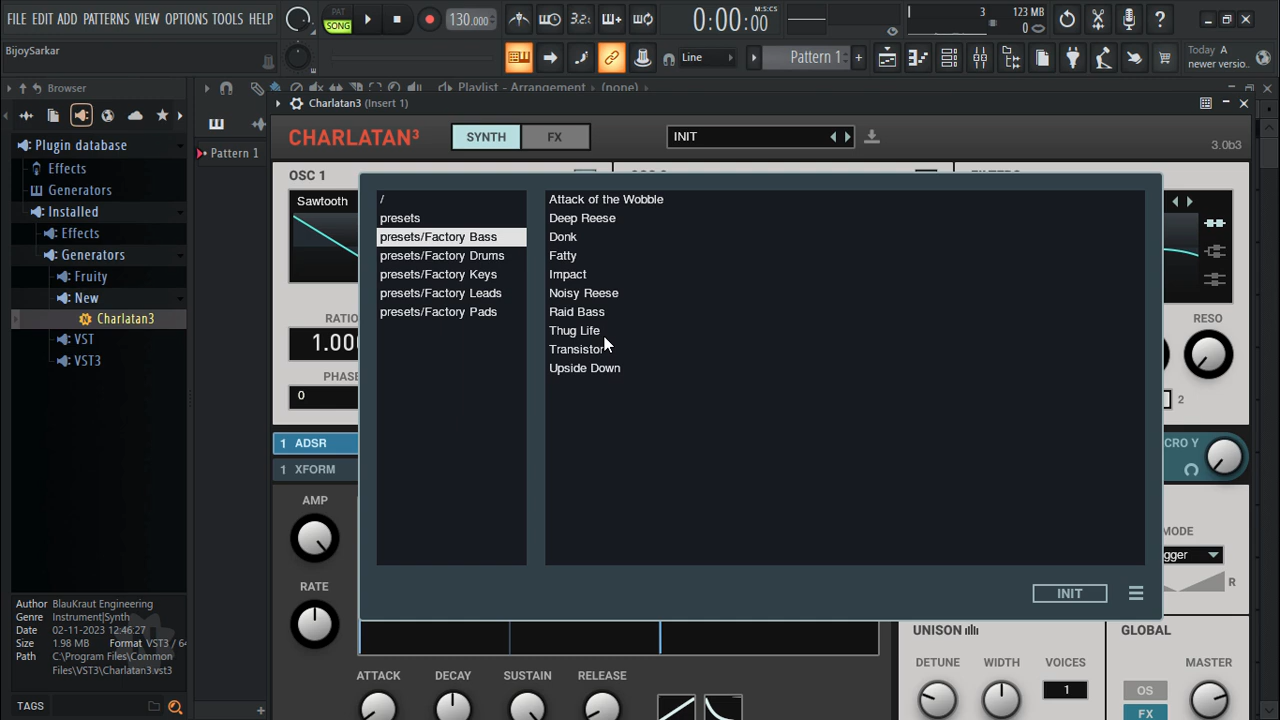 FILE EDIT ADD PATTERNS VIEW OPTIONS TOOLS HELP
PAT
SONG
130.000
3.2:
0:00:00
M:S:CS
3
123 MB
0
BijoySarkar
Line
Pattern 1
+
Today A
newer versio..
Browser
Playlist - Arrangement
(none)
Pattern 1
Plugin database
Effects
Generators
Installed
Effects
Generators
Fruity
New
Charlatan3
VST
VST3
Author BlauKraut Engineering
Genre Instrument|Synth
Date 02-11-2023 12:46:27
Size 1.98 MB Format VST3 / 64
Path C:\Program Files\Common
Files\VST3\Charlatan3.vst3
TAGS
+
Charlatan3 (Insert 1)
CHARLATAN³
SYNTH
FX
INIT
3.0b3
OSC 1
Sawtooth
RATIO
1.000
PHASE
0
RESO
2
/
presets
presets/Factory Bass
presets/Factory Drums
presets/Factory Keys
presets/Factory Leads
presets/Factory Pads
Attack of the Wobble
Deep Reese
Donk
Fatty
Impact
Noisy Reese
Raid Bass
Thug Life
Transistor
Upside Down
INIT
1 ADSR
1 XFORM
CRO Y
MODE
gger
R
AMP
RATE
ATTACK
DECAY
SUSTAIN
RELEASE
UNISON
DETUNE
WIDTH
VOICES
1
GLOBAL
OS
FX
MASTER